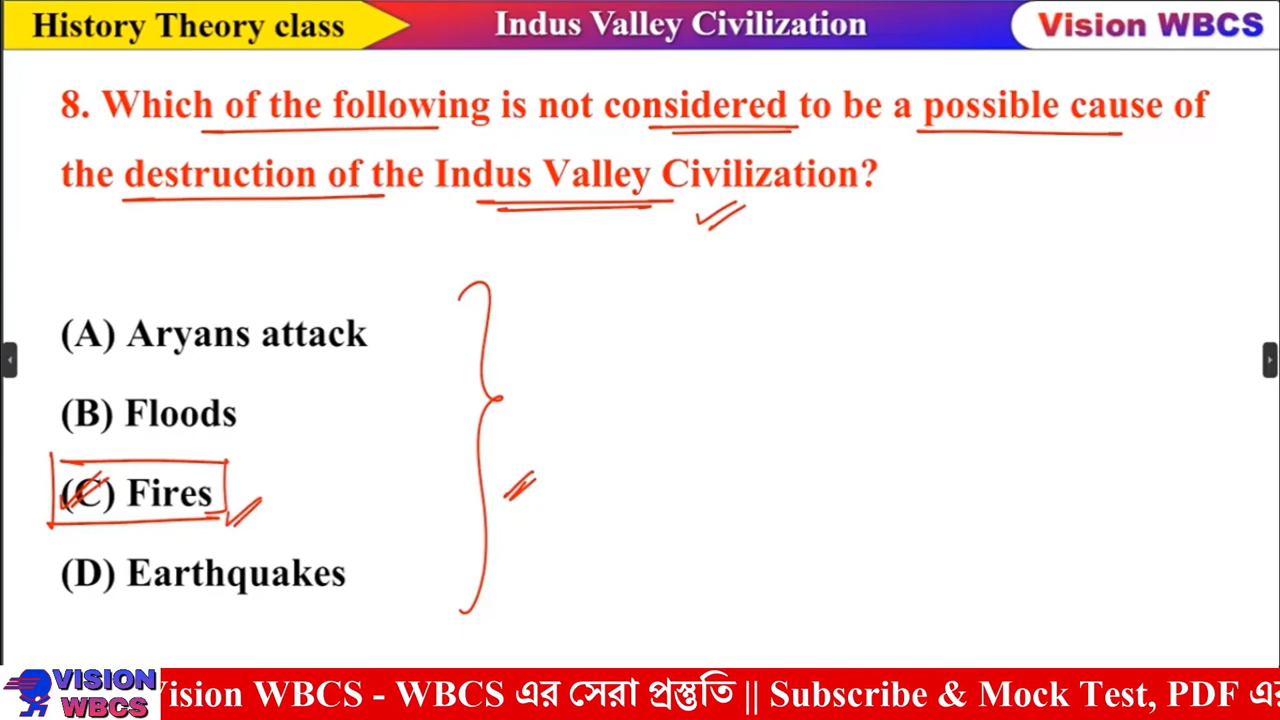 History Theory class
Indus Valley Civilization
Vision WBCS
8. Which of the following is not considered to be a possible cause of
the destruction of the Indus Valley Civilization?
(A) Aryans attack
(B) Floods
(C) Fires
(D) Earthquakes
VISION
WBCS
Vision WBCS - WBCS এর সেরা প্রস্তুতি || Subscribe & Mock Test, PDF এর